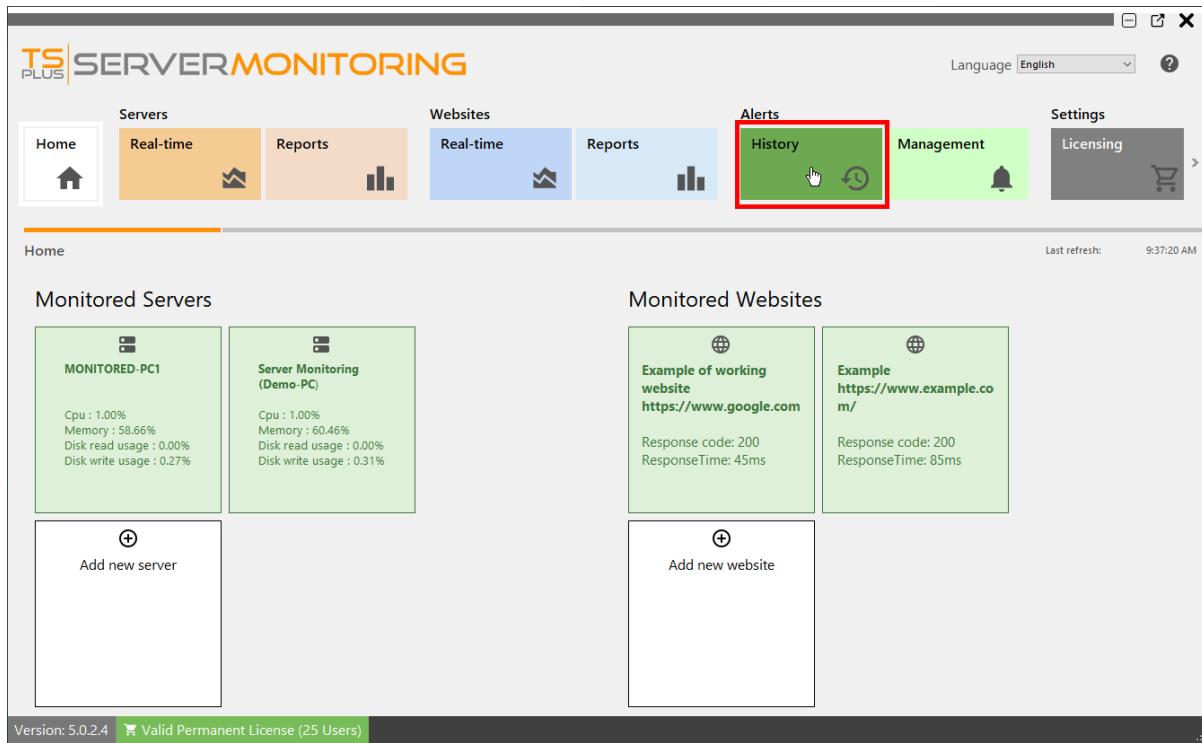 TS PLUS SERVER MONITORING
Language English
Servers
Websites
Alerts
Settings
Home
Real-time
Reports
Real-time
Reports
History
Management
Licensing
Home
Last refresh: 9:37:20 AM
Monitored Servers
MONITORED-PC1
Cpu : 1.00%
Memory : 58.66%
Disk read usage : 0.00%
Disk write usage : 0.27%
Server Monitoring
(Demo-PC)
Cpu : 1.00%
Memory : 60.46%
Disk read usage : 0.00%
Disk write usage : 0.31%
Add new server
Monitored Websites
Example of working
website
https://www.google.com
Response code: 200
ResponseTime: 45ms
Example
https://www.example.co
m/
Response code: 200
ResponseTime: 85ms
Add new website
Version: 5.0.2.4
Valid Permanent License (25 Users)